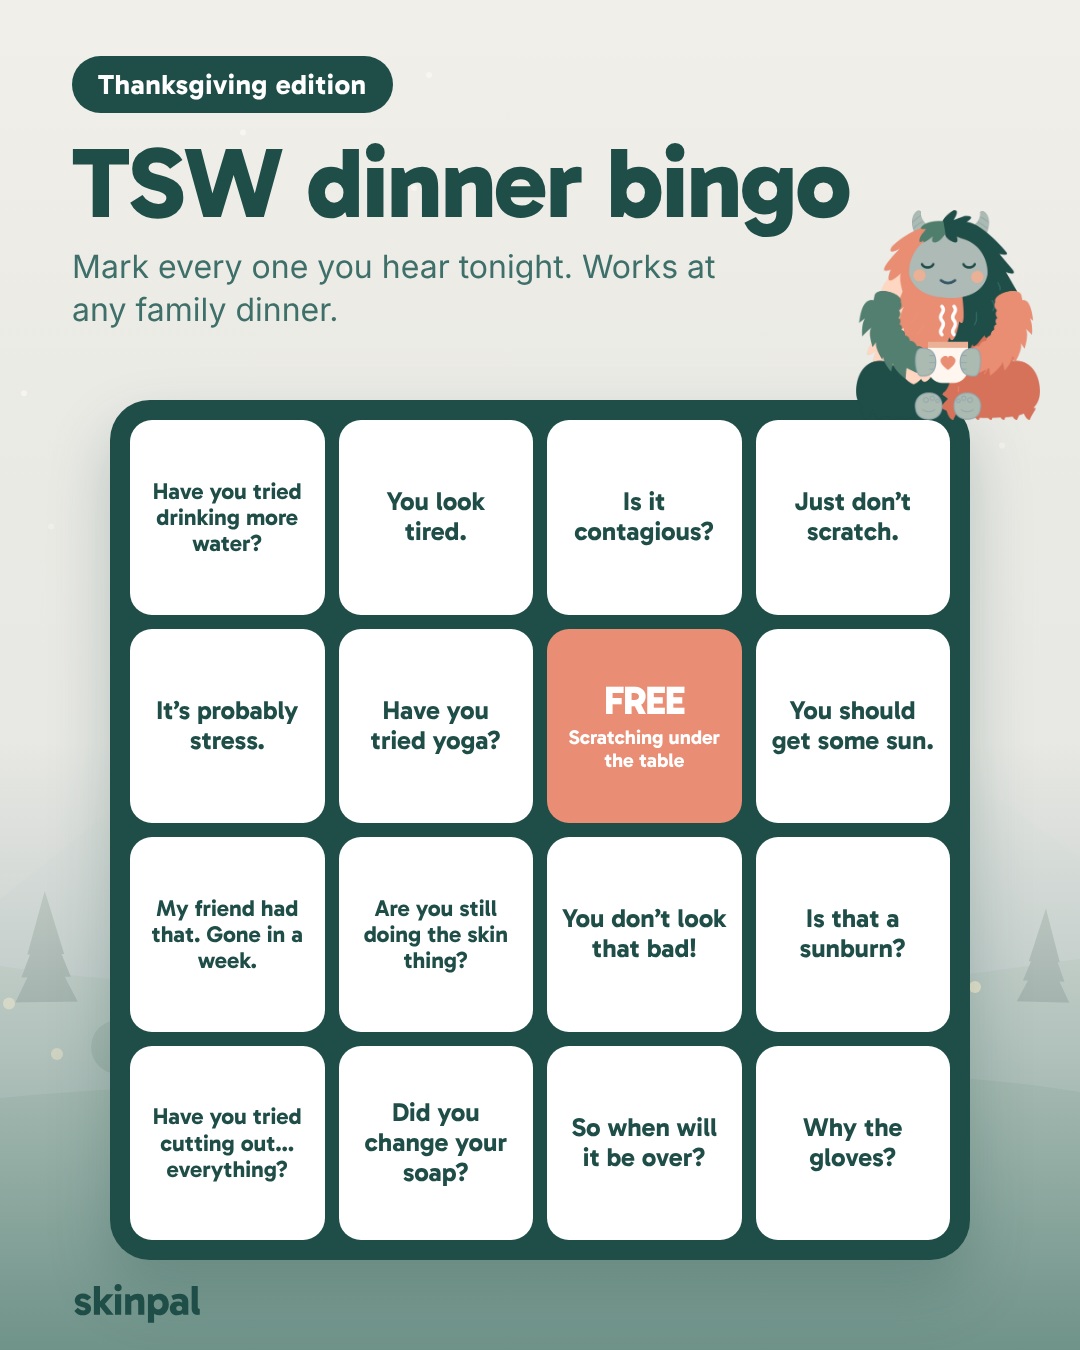 Thanksgiving edition
TSW dinner bingo
Mark every one you hear tonight. Works at
any family dinner.
Have you tried
drinking more
water?
You look
tired.
Is it
contagious?
Just don’t
scratch.
It’s probably
stress.
Have you
tried yoga?
FREE
Scratching under
the table
You should
get some sun.
My friend had
that. Gone in a
week.
Are you still
doing the skin
thing?
You don’t look
that bad!
Is that a
sunburn?
Have you tried
cutting out...
everything?
Did you
change your
soap?
So when will
it be over?
Why the
gloves?
skinpal